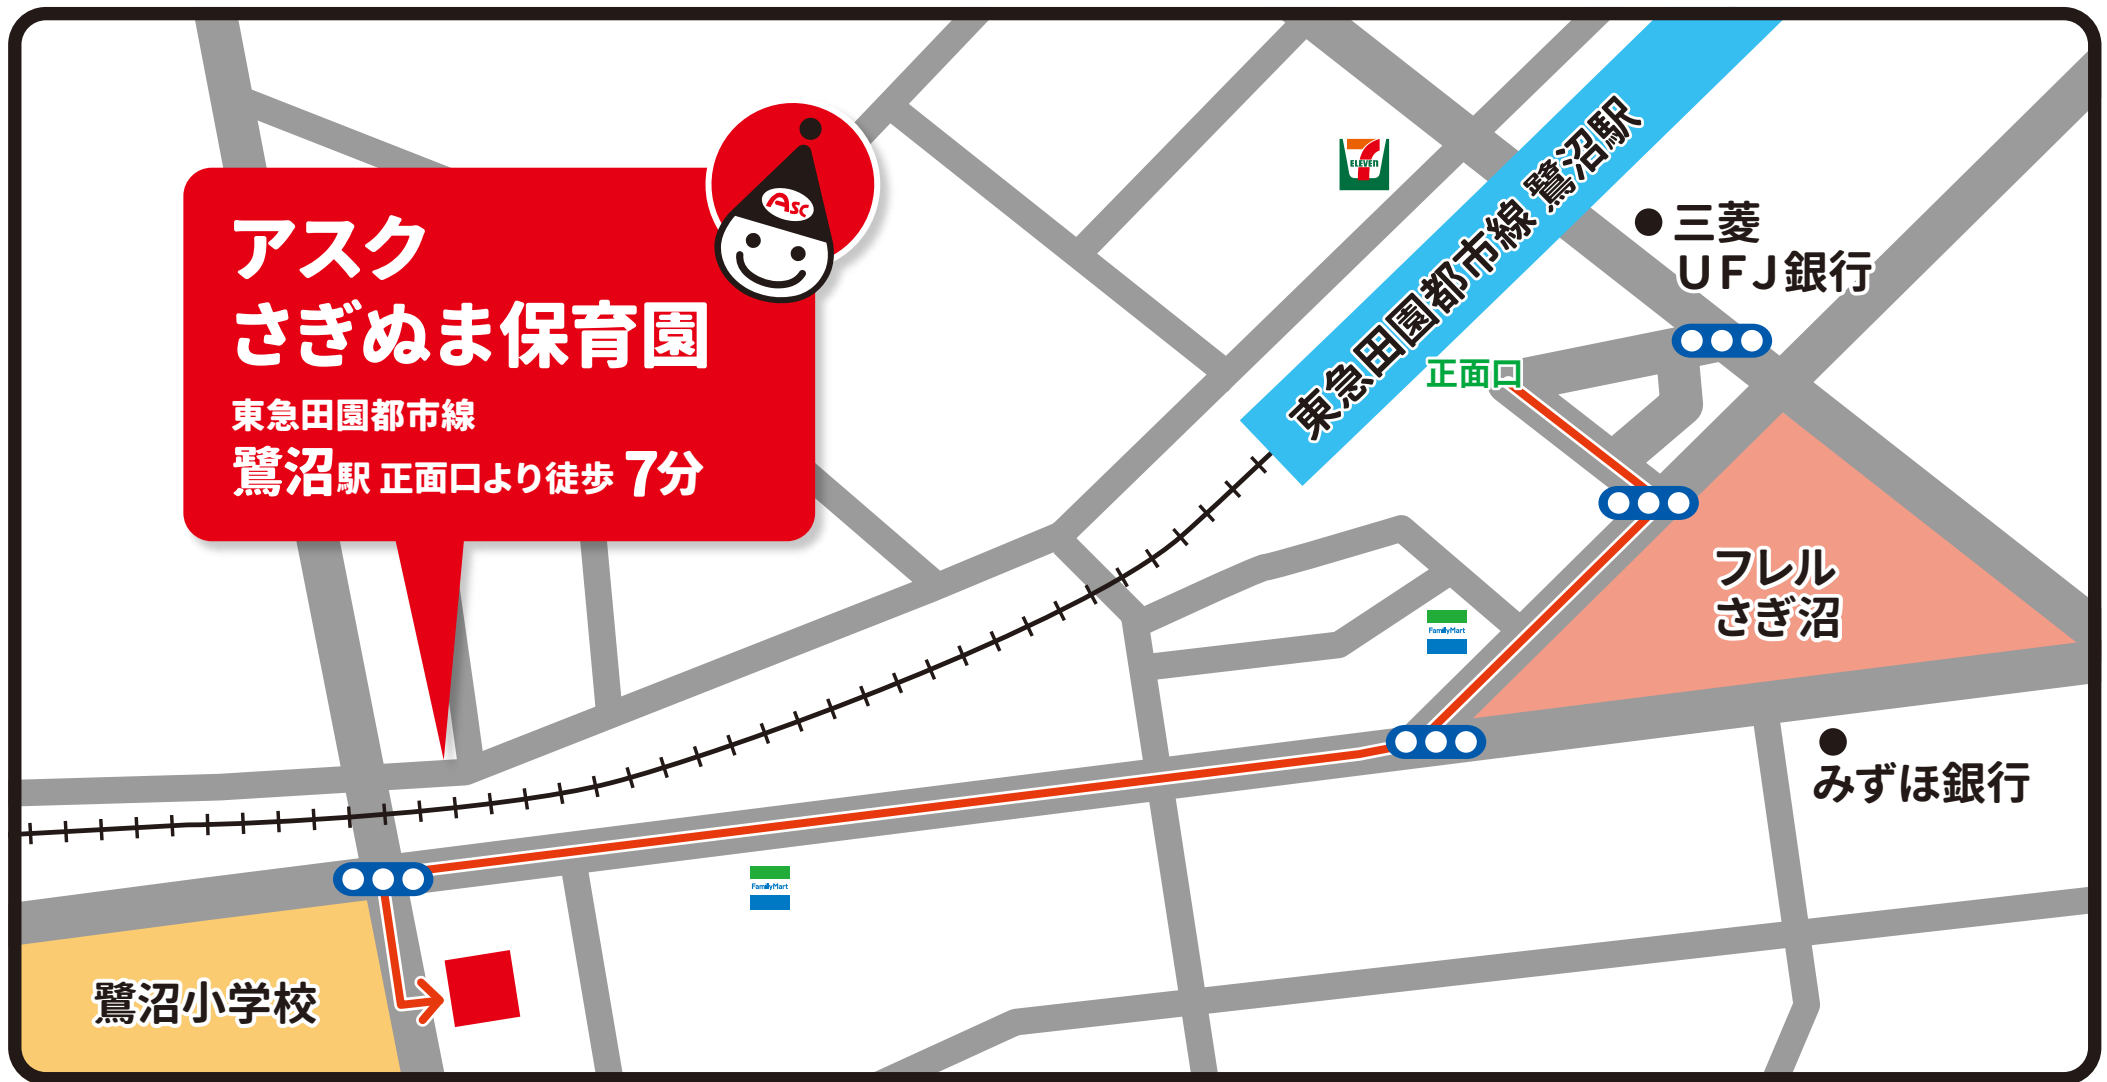 アスク
さぎぬま保育園
東急田園都市線
鷺沼駅 正面口より徒歩 7分
ASC
7
ELEVEn
東急田園都市線 鷺沼駅
三菱
UFJ銀行
正面口
フレル
さぎ沼
FamilyMart
みずほ銀行
FamilyMart
鷺沼小学校